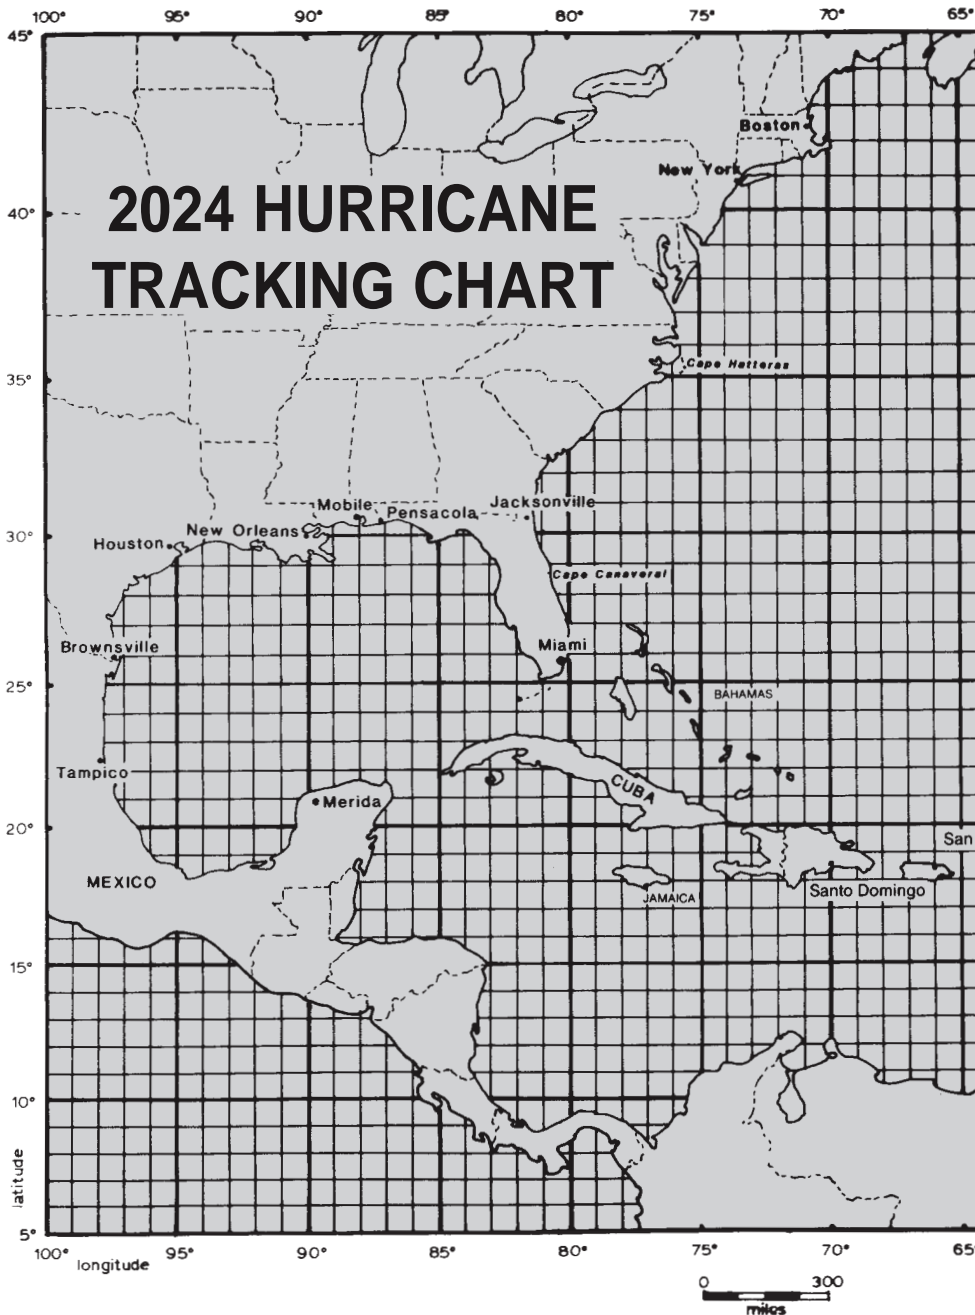 100° 95° 90° 85° 80° 75° 70° 65°
45°
Boston
New York
2024 HURRICANE
40°
TRACKING CHART
Cape Hatteras
35°
Mobile Pensacola Jacksonville
New Orleans
30°
Houston
Cape Canaveral
Brownsville
Miami
25°
BAHAMAS
Tampico
CUBA
Merida
20°
San
MEXICO
Santo Domingo
JAMAICA
15°
10°
latitude
5°
100° 95° 90° 85° 80° 75° 70° 65
longitude
0 300
miles